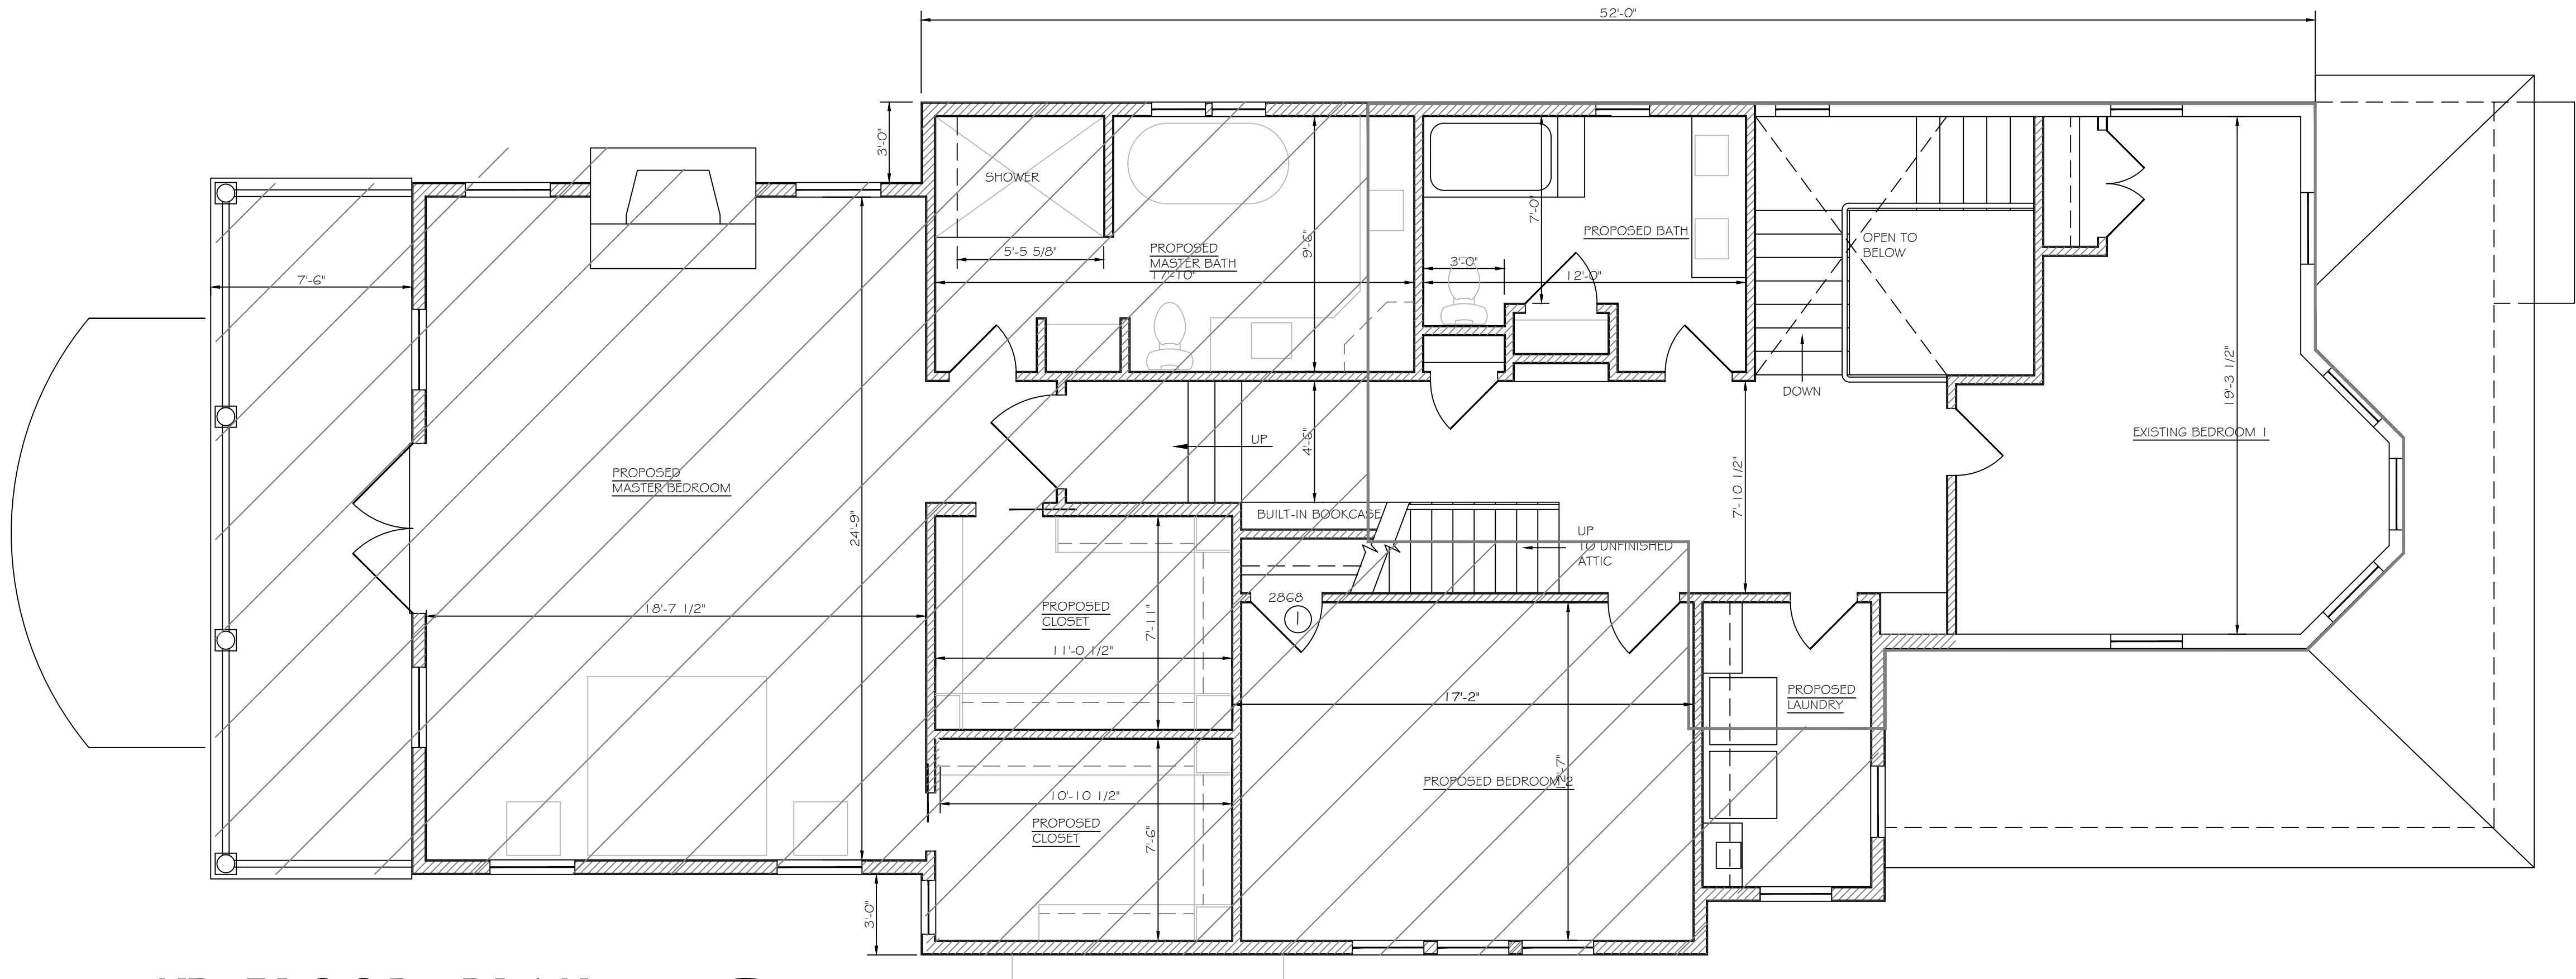 52'-0"
3'-0"
SHOWER
5'-5 5/8"
PROPOSED
MASTER BATH
17'-10"
9'-6"
7'-0"
PROPOSED BATH
3'-0"
12'-0"
OPEN TO
BELOW
DOWN
7'-6"
19'-3 1/2"
EXISTING BEDROOM 1
UP
4'-6"
PROPOSED
MASTER BEDROOM
24'-9"
7'-10 1/2"
BUILT-IN BOOKCASE
UP
TO UNFINISHED
ATTIC
2868
1
18'-7 1/2"
PROPOSED
CLOSET
7'-11"
11'-0 1/2"
17'-2"
PROPOSED
LAUNDRY
PROPOSED BEDROOM 2
10'-10 1/2"
PROPOSED
CLOSET
7'-6"
3'-0"